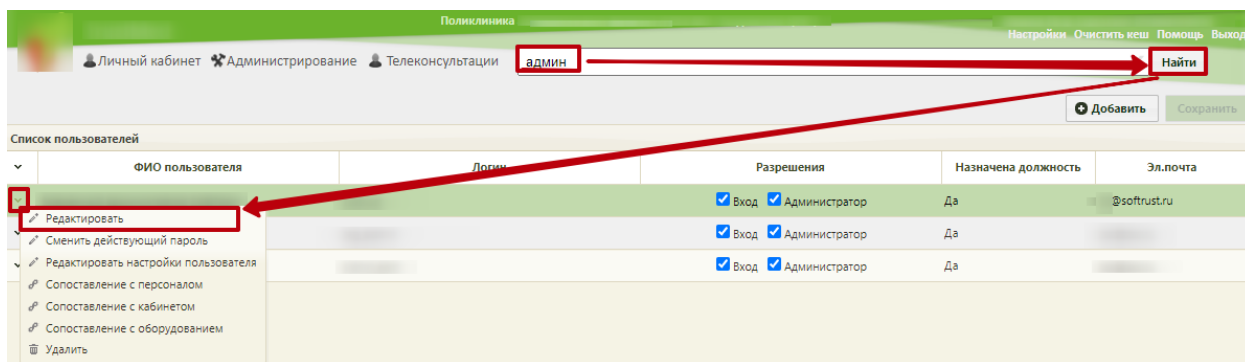 Поликлиника
Настройки Очистить кеш Помощь Выход
Личный кабинет Администрирование Телеконсультации админ Найти
Добавить Сохранить
Список пользователей
ФИО пользователя Логин Разрешения Назначена должность Эл.почта
Вход Администратор Да @softrust.ru
Редактировать
Сменить действующий пароль Вход Администратор Да
Редактировать настройки пользователя Вход Администратор Да
Сопоставление с персоналом
Сопоставление с кабинетом
Сопоставление с оборудованием
Удалить